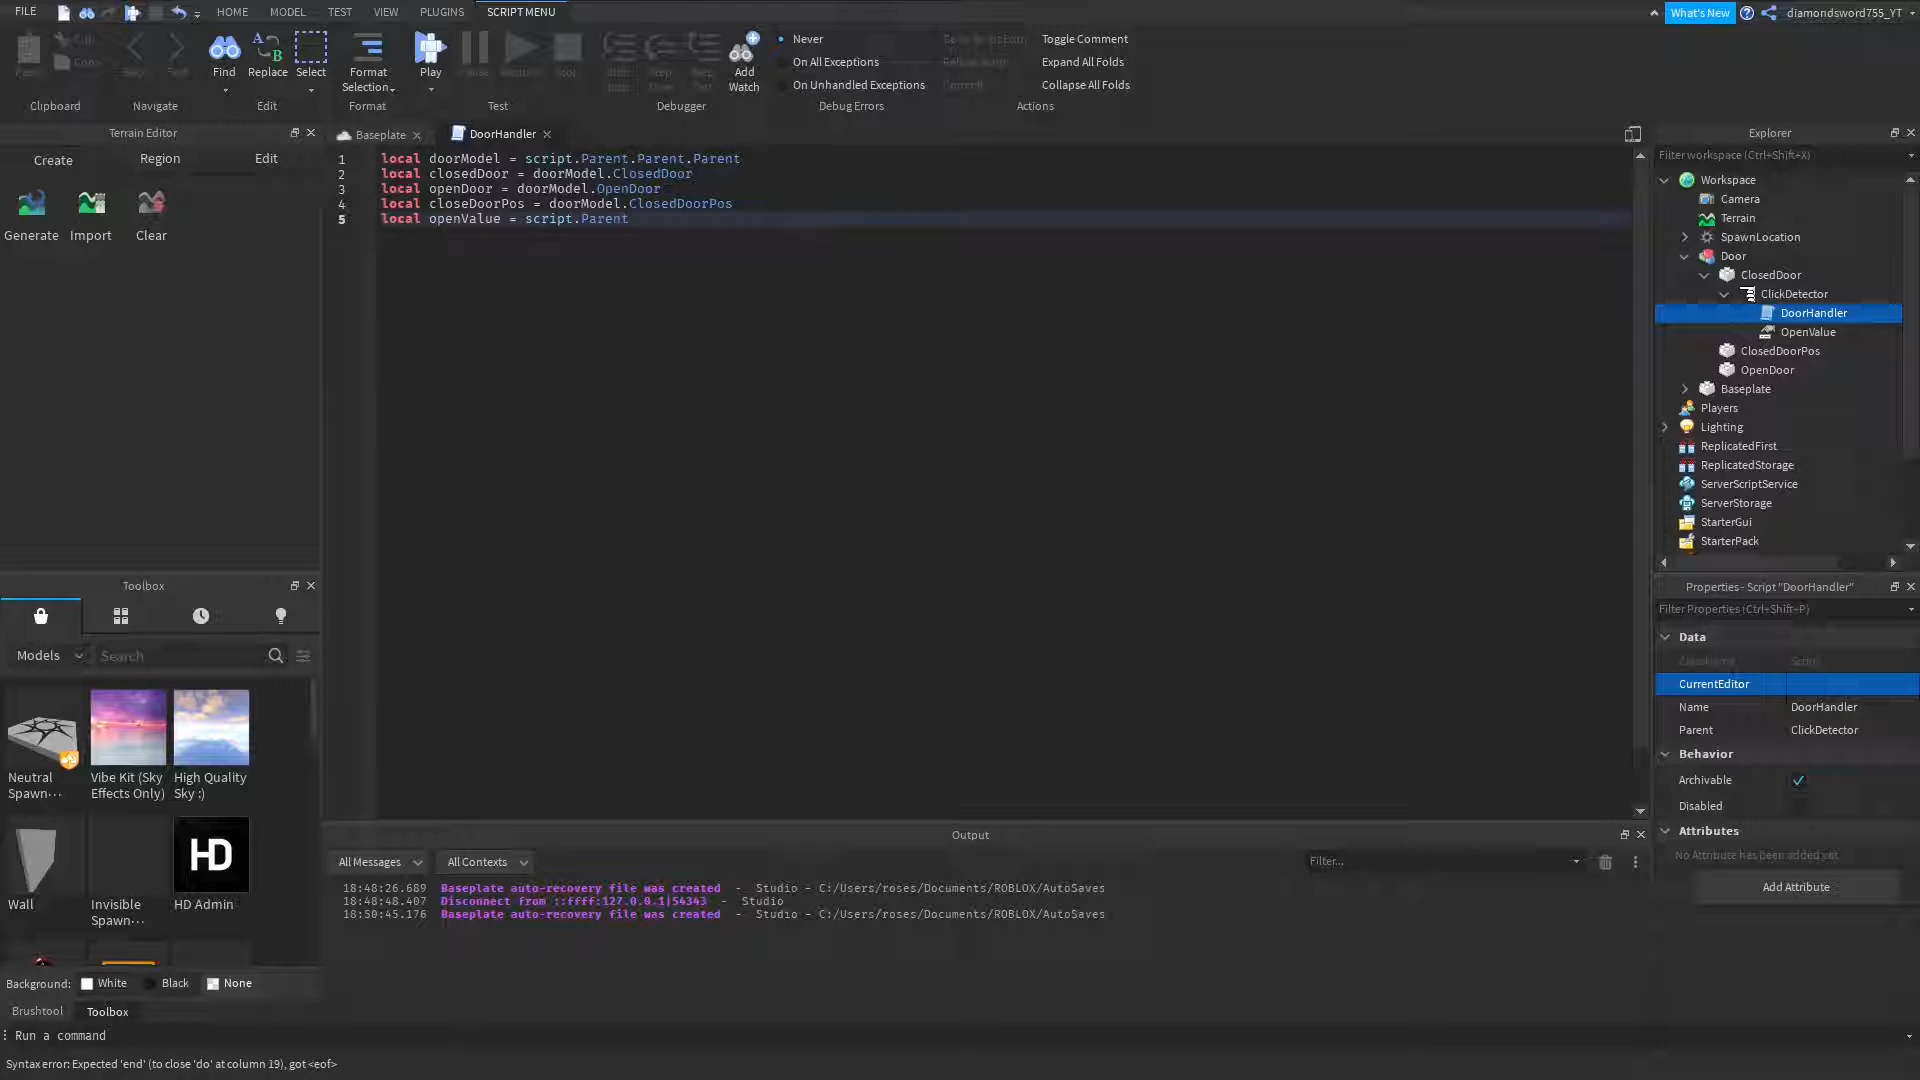 FILE HOME MODEL TEST VIEW PLUGINS SCRIPT MENU What's New diamondsword755_YT
Find Replace Select Format Selection Play Add Watch
Never
On All Exceptions
On Unhandled Exceptions
Toggle Comment
Expand All Folds
Collapse All Folds
Clipboard Navigate Edit Format Test Debugger Debug Errors Actions
Terrain Editor
Create Region Edit
Generate Import Clear
Baseplate DoorHandler
1 local doorModel = script.Parent.Parent.Parent
2 local closedDoor = doorModel.ClosedDoor
3 local openDoor = doorModel.OpenDoor
4 local closeDoorPos = doorModel.ClosedDoorPos
5 local openValue = script.Parent
Explorer
Filter workspace (Ctrl+Shift+X)
Workspace
Camera
Terrain
SpawnLocation
Door
ClosedDoor
ClickDetector
DoorHandler
OpenValue
ClosedDoorPos
OpenDoor
Baseplate
Players
Lighting
ReplicatedFirst
ReplicatedStorage
ServerScriptService
ServerStorage
StarterGui
StarterPack
Toolbox
Models Search
Neutral Spawn...
Vibe Kit (Sky Effects Only)
High Quality Sky :)
Wall
Invisible Spawn...
HD
HD Admin
Background: White Black None
Brushtool Toolbox
Properties - Script "DoorHandler"
Filter Properties (Ctrl+Shift+P)
Data
ClassName Script
CurrentEditor
Name DoorHandler
Parent ClickDetector
Behavior
Archivable
Disabled
Attributes
No Attribute has been added yet
Add Attribute
Output
All Messages All Contexts Filter...
18:48:26.689 Baseplate auto-recovery file was created - Studio - C:/Users/roses/Documents/ROBLOX/AutoSaves
18:48:48.407 Disconnect from ::ffff:127.0.0.1|54343 - Studio
18:50:45.176 Baseplate auto-recovery file was created - Studio - C:/Users/roses/Documents/ROBLOX/AutoSaves
Run a command
Syntax error: Expected 'end' (to close 'do' at column 19), got <eof>